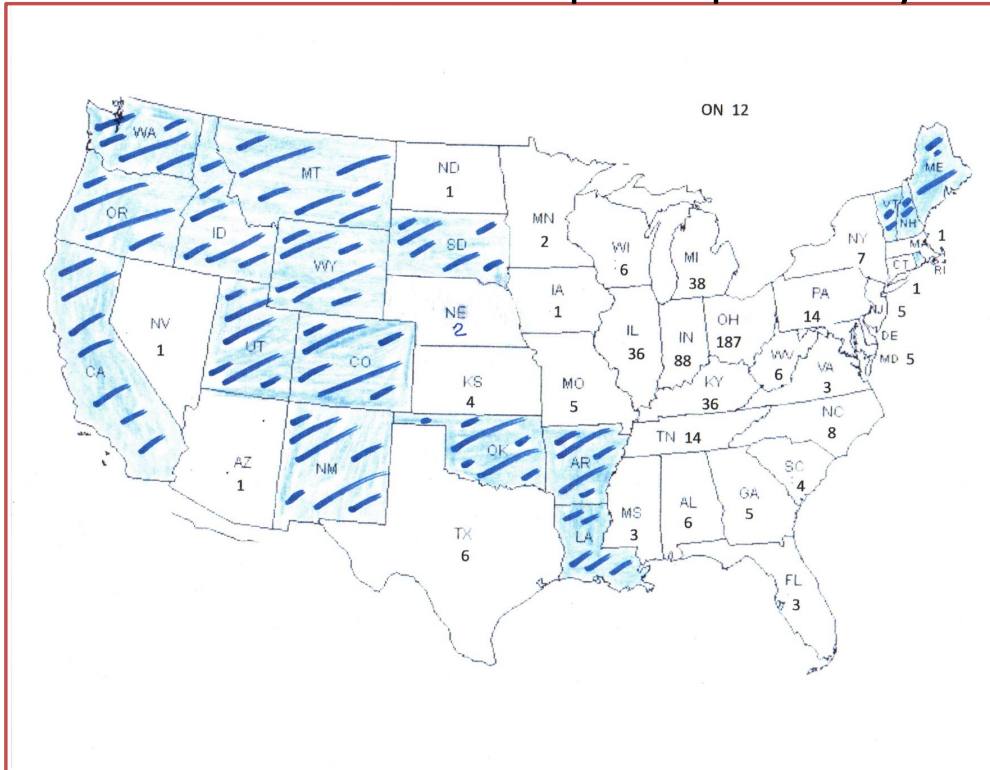 ON 12
WA
MT
ND
1
ME
OR
ID
SD
MN
2
VT
NH
WI
6
NY
7
MA
1
WY
MI
38
CT
RI
1
IA
1
PA
14
NJ
5
NV
1
UT
NE
2
IL
36
IN
88
OH
187
DE
CO
WV
6
MD 5
CA
KS
4
MO
5
KY
36
VA
3
NC
8
TN 14
AZ
1
NM
OK
AR
SC
4
MS
3
AL
6
GA
5
TX
6
LA
FL
3